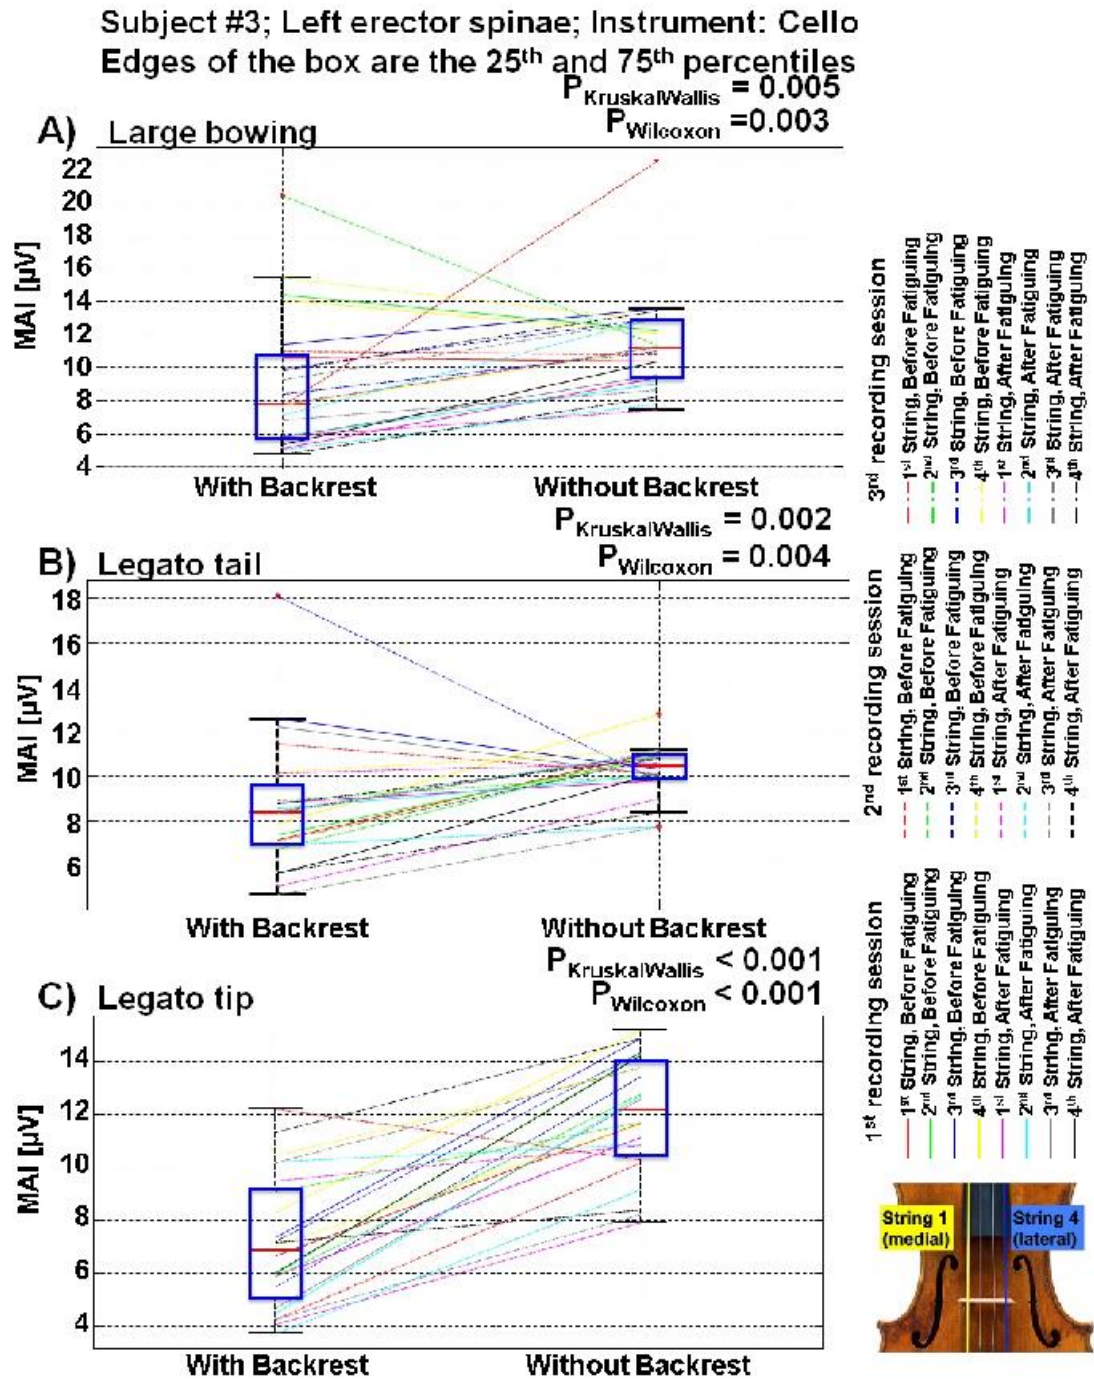 Subject #3; Left erector spinae; Instrument: Cello
Edges of the box are the 25th and 75th percentiles
P KruskalWallis = 0.005
P Wilcoxon =0.003
A) Large bowing
MAI [µV]
22
20
18
16
14
12
10
8
6
4
With Backrest
Without Backrest
P KruskalWallis = 0.002
P Wilcoxon = 0.004
B) Legato tail
MAI [µV]
18
16
14
12
10
8
6
With Backrest
Without Backrest
P KruskalWallis < 0.001
P Wilcoxon < 0.001
C) Legato tip
MAI [µV]
14
12
10
8
6
4
With Backrest
Without Backrest
3rd recording session
1st String, Before Fatiguing
2nd String, Before Fatiguing
3rd String, Before Fatiguing
4th String, Before Fatiguing
1st String, After Fatiguing
2nd String, After Fatiguing
3rd String, After Fatiguing
4th String, After Fatiguing
2nd recording session
1st String, Before Fatiguing
2nd String, Before Fatiguing
3rd String, Before Fatiguing
4th String, Before Fatiguing
1st String, After Fatiguing
2nd String, After Fatiguing
3rd String, After Fatiguing
4th String, After Fatiguing
1st recording session
1st String, Before Fatiguing
2nd String, Before Fatiguing
3rd String, Before Fatiguing
4th String, Before Fatiguing
1st String, After Fatiguing
2nd String, After Fatiguing
3rd String, After Fatiguing
4th String, After Fatiguing
String 1
(medial)
String 4
(lateral)